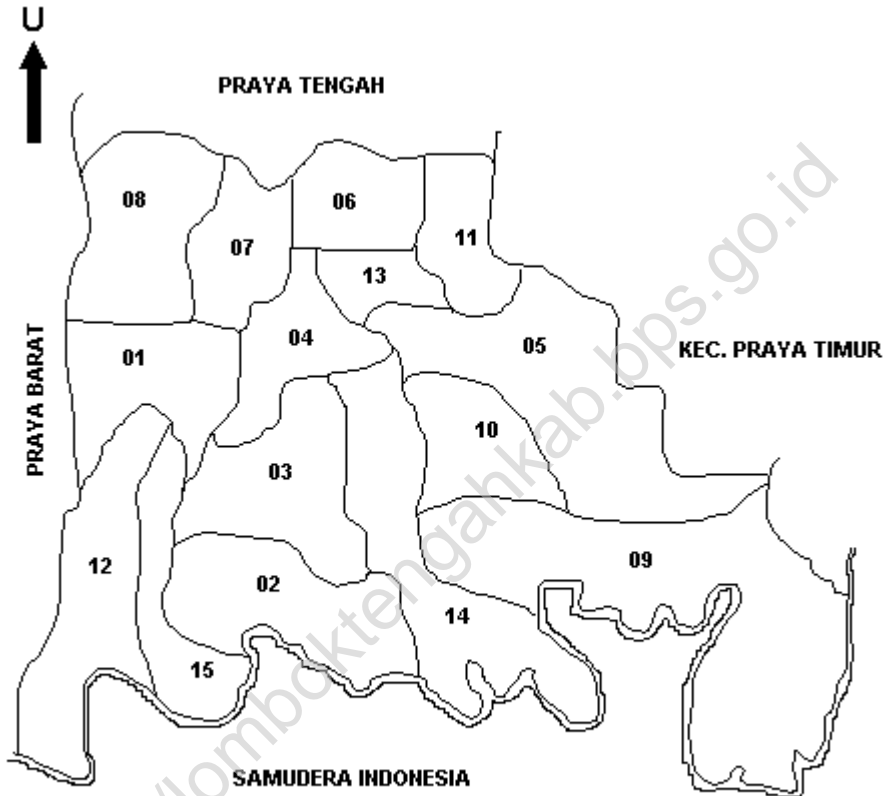 U
PRAYA TENGAH
08
06
07
11
13
04
05
KEC. PRAYA TIMUR
01
PRAYA BARAT
10
03
12
02
09
14
15
SAMUDERA INDONESIA
/lomboktengahkab.bps.go.id